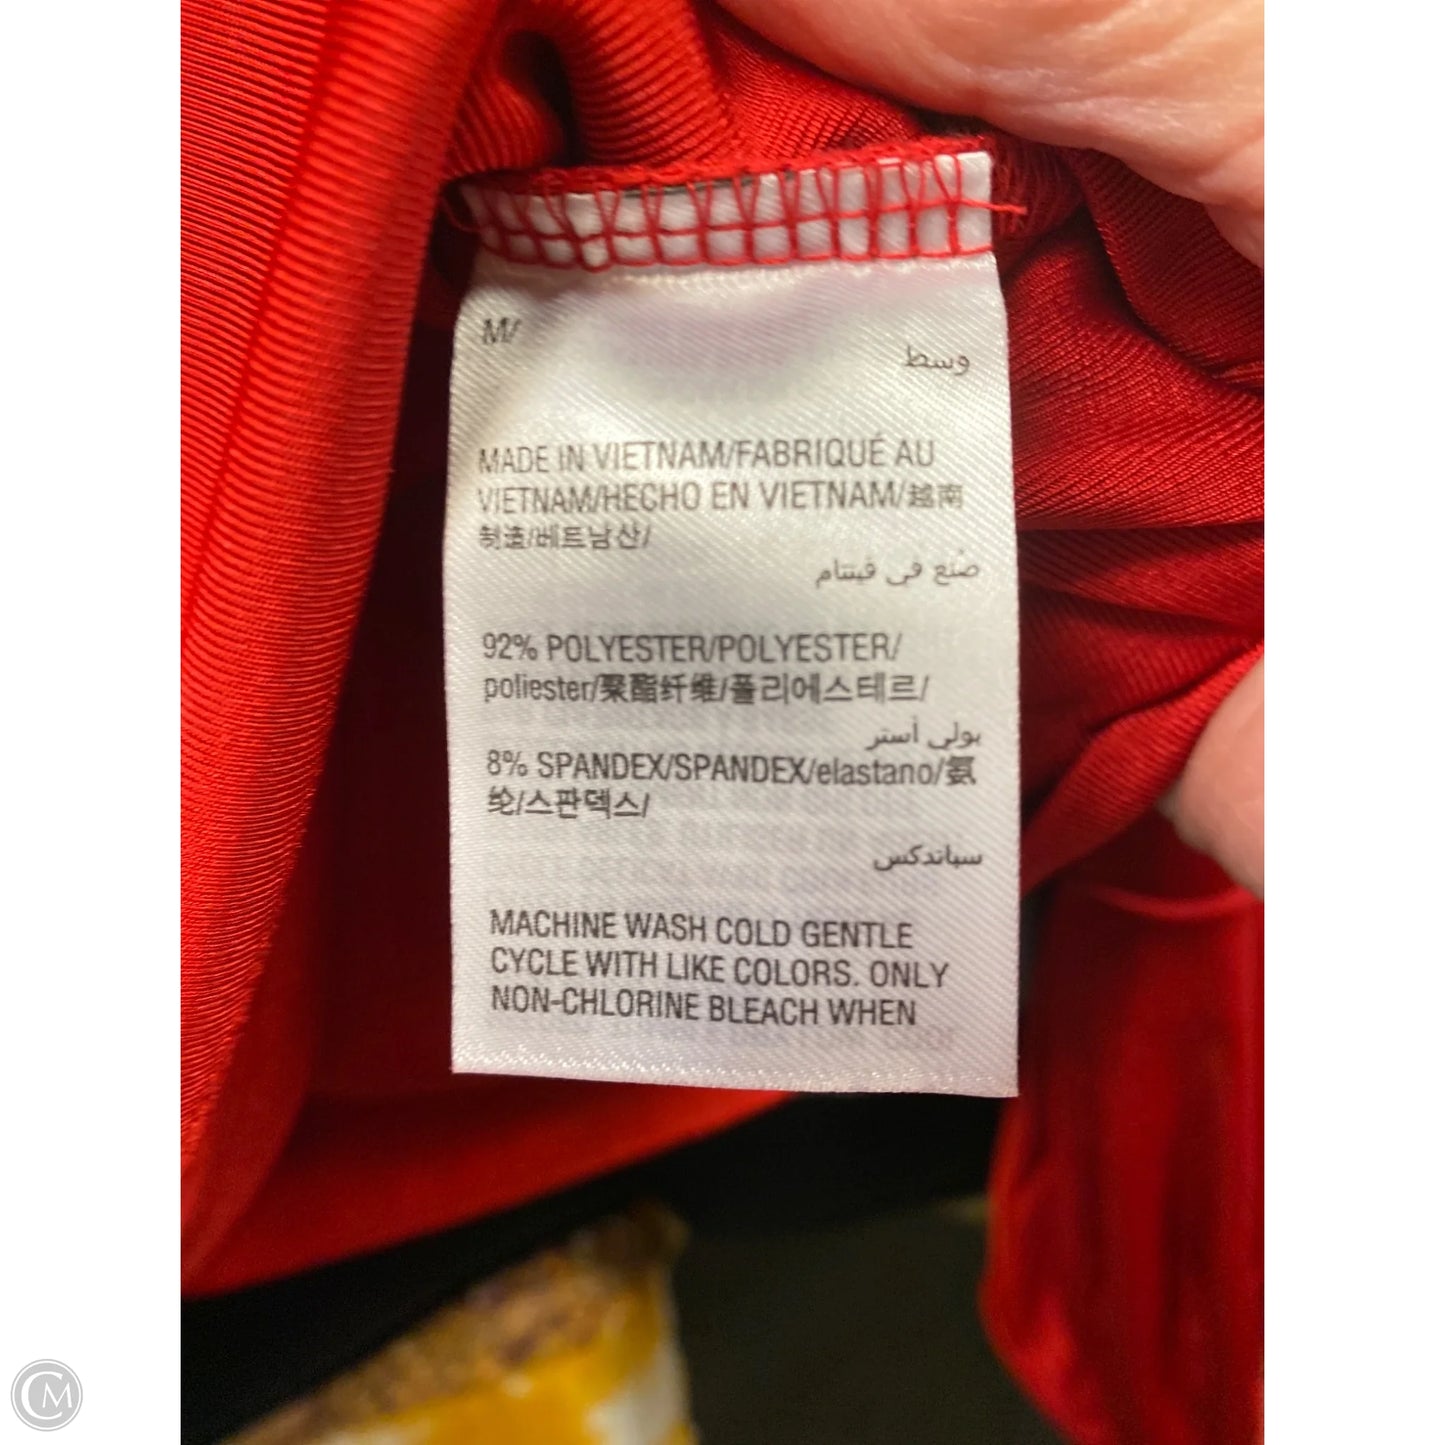 M/
وسط
MADE IN VIETNAM/FABRIQUÉ AU
VIETNAM/HECHO EN VIETNAM/越南
制造/베트남산/
صُنع في فيتنام
92% POLYESTER/POLYESTER/
poliester/聚酯纤维/폴리에스테르/
بولي أستر
8% SPANDEX/SPANDEX/elastano/氨
纶/스판덱스/
سباندكس
MACHINE WASH COLD GENTLE
CYCLE WITH LIKE COLORS. ONLY
NON-CHLORINE BLEACH WHEN
CM